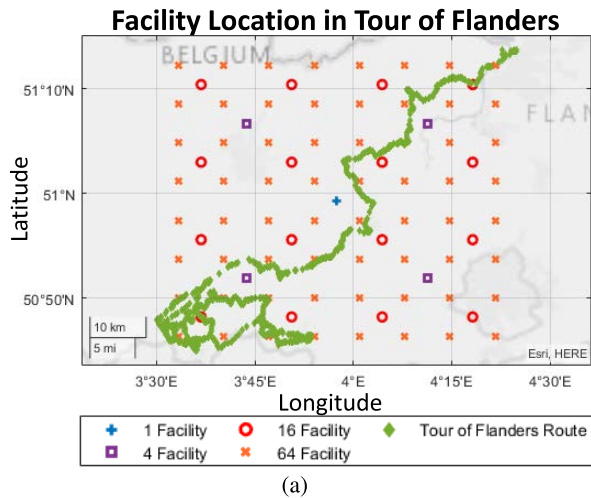 Facility Location in Tour of Flanders
BELGIUM
51°10'N
FLAN
51°N
50°50'N
Latitude
10 km
5 mi
Esri, HERE
3°30'E 3°45'E 4°E 4°15'E 4°30'E
Longitude
1 Facility 16 Facility Tour of Flanders Route
4 Facility 64 Facility
(a)